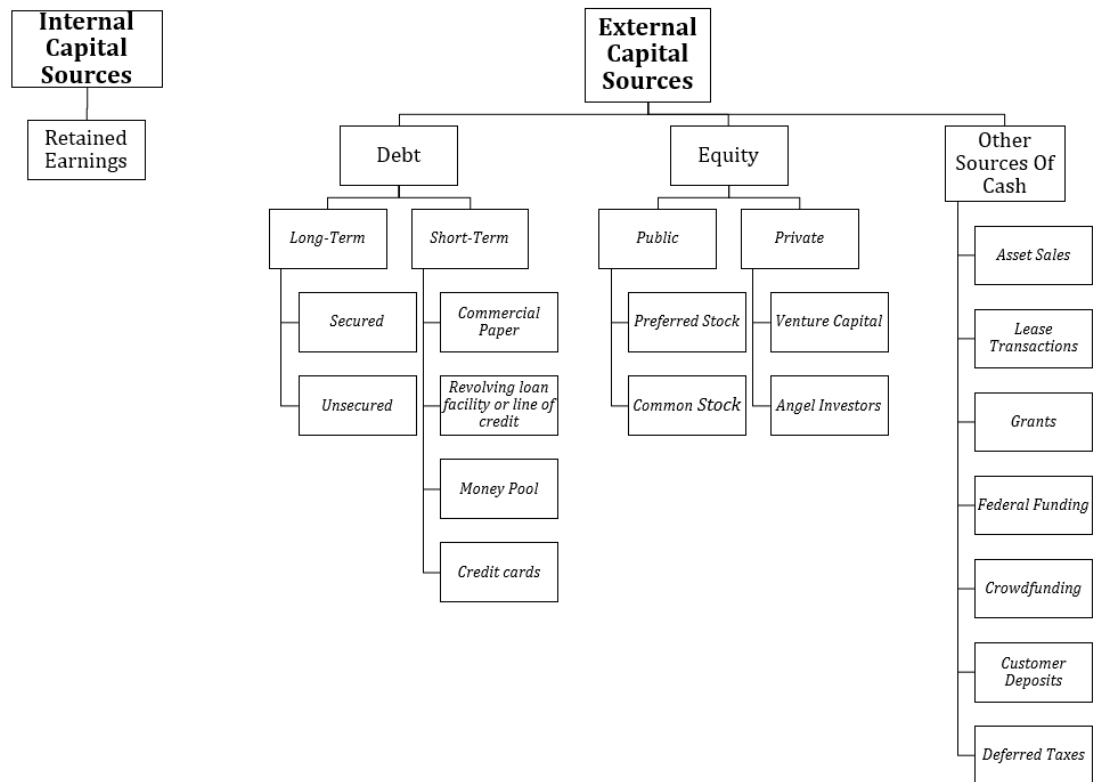 Internal
Capital
Sources
Retained
Earnings
External
Capital
Sources
Debt
Equity
Other
Sources Of
Cash
Long-Term
Short-Term
Public
Private
Secured
Unsecured
Commercial
Paper
Revolving loan
facility or line of
credit
Money Pool
Credit cards
Preferred Stock
Common Stock
Venture Capital
Angel Investors
Asset Sales
Lease
Transactions
Grants
Federal Funding
Crowdfunding
Customer
Deposits
Deferred Taxes